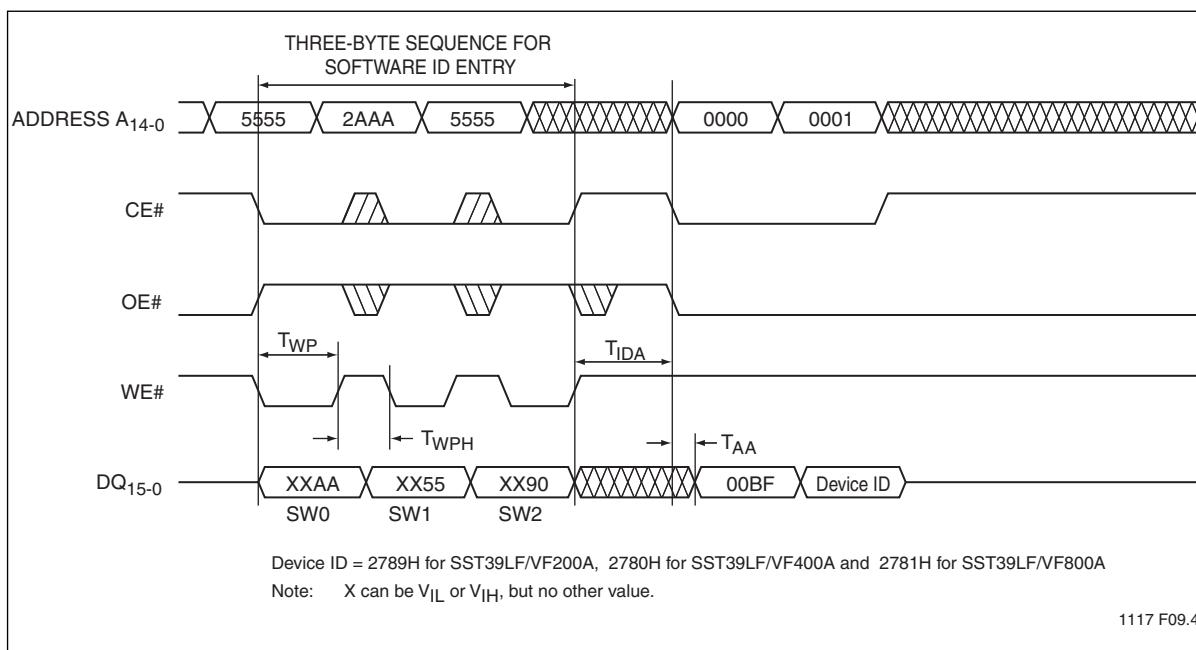 THREE-BYTE SEQUENCE FOR
SOFTWARE ID ENTRY
ADDRESS A14-0
5555 2AAA 5555 0000 0001
CE#
OE#
TWP TIDA
WE#
TWPH TAA
DQ15-0
XXAA XX55 XX90 00BF Device ID
SW0 SW1 SW2
Device ID = 2789H for SST39LF/VF200A, 2780H for SST39LF/VF400A and 2781H for SST39LF/VF800A
Note: X can be VIL or VIH, but no other value.
1117 F09.4